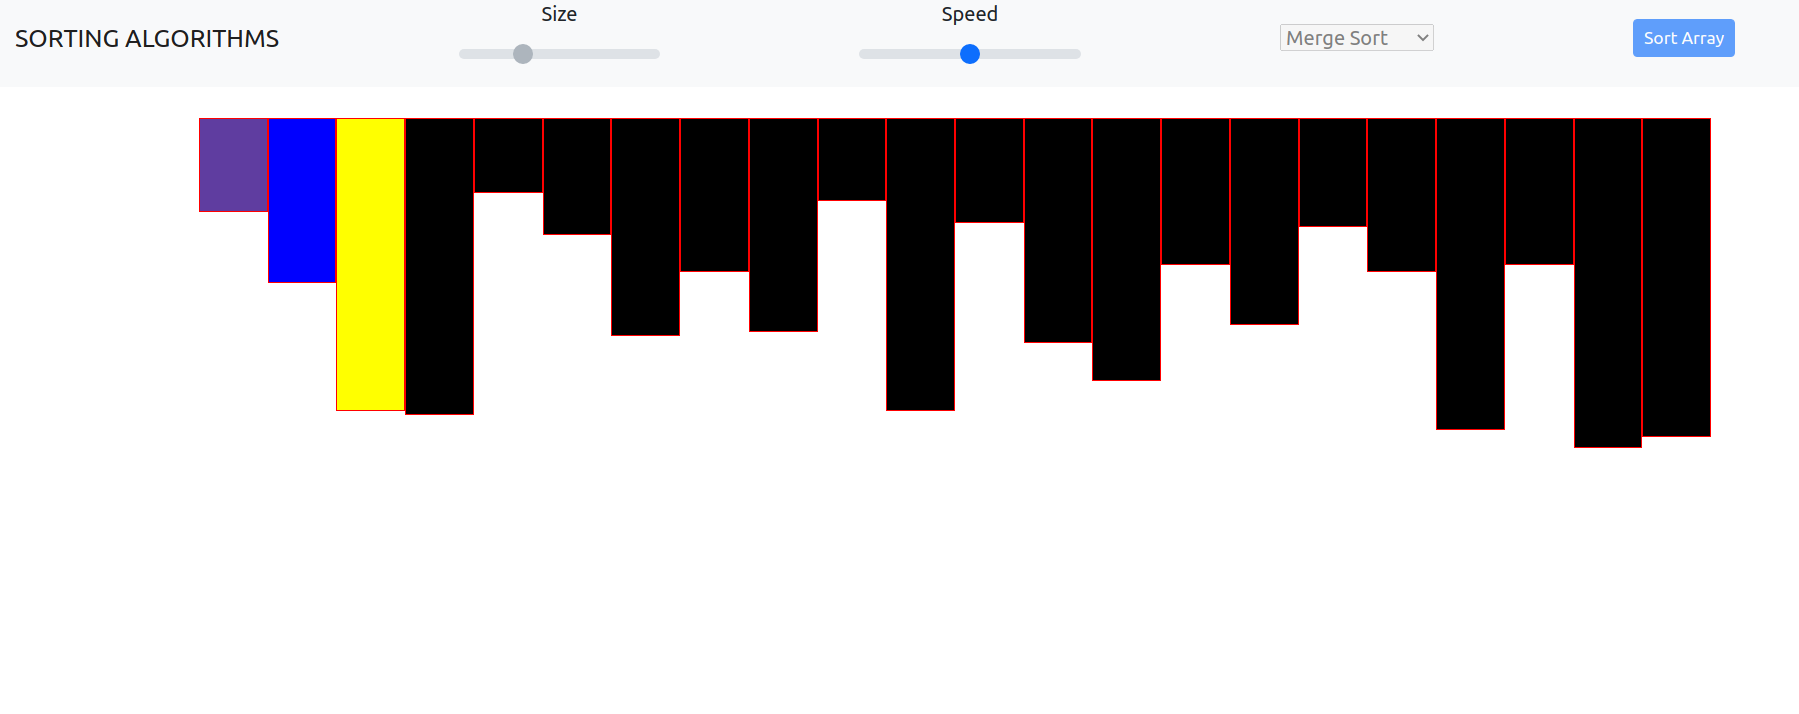 SORTING ALGORITHMS
Size
Speed
Merge Sort
Sort Array